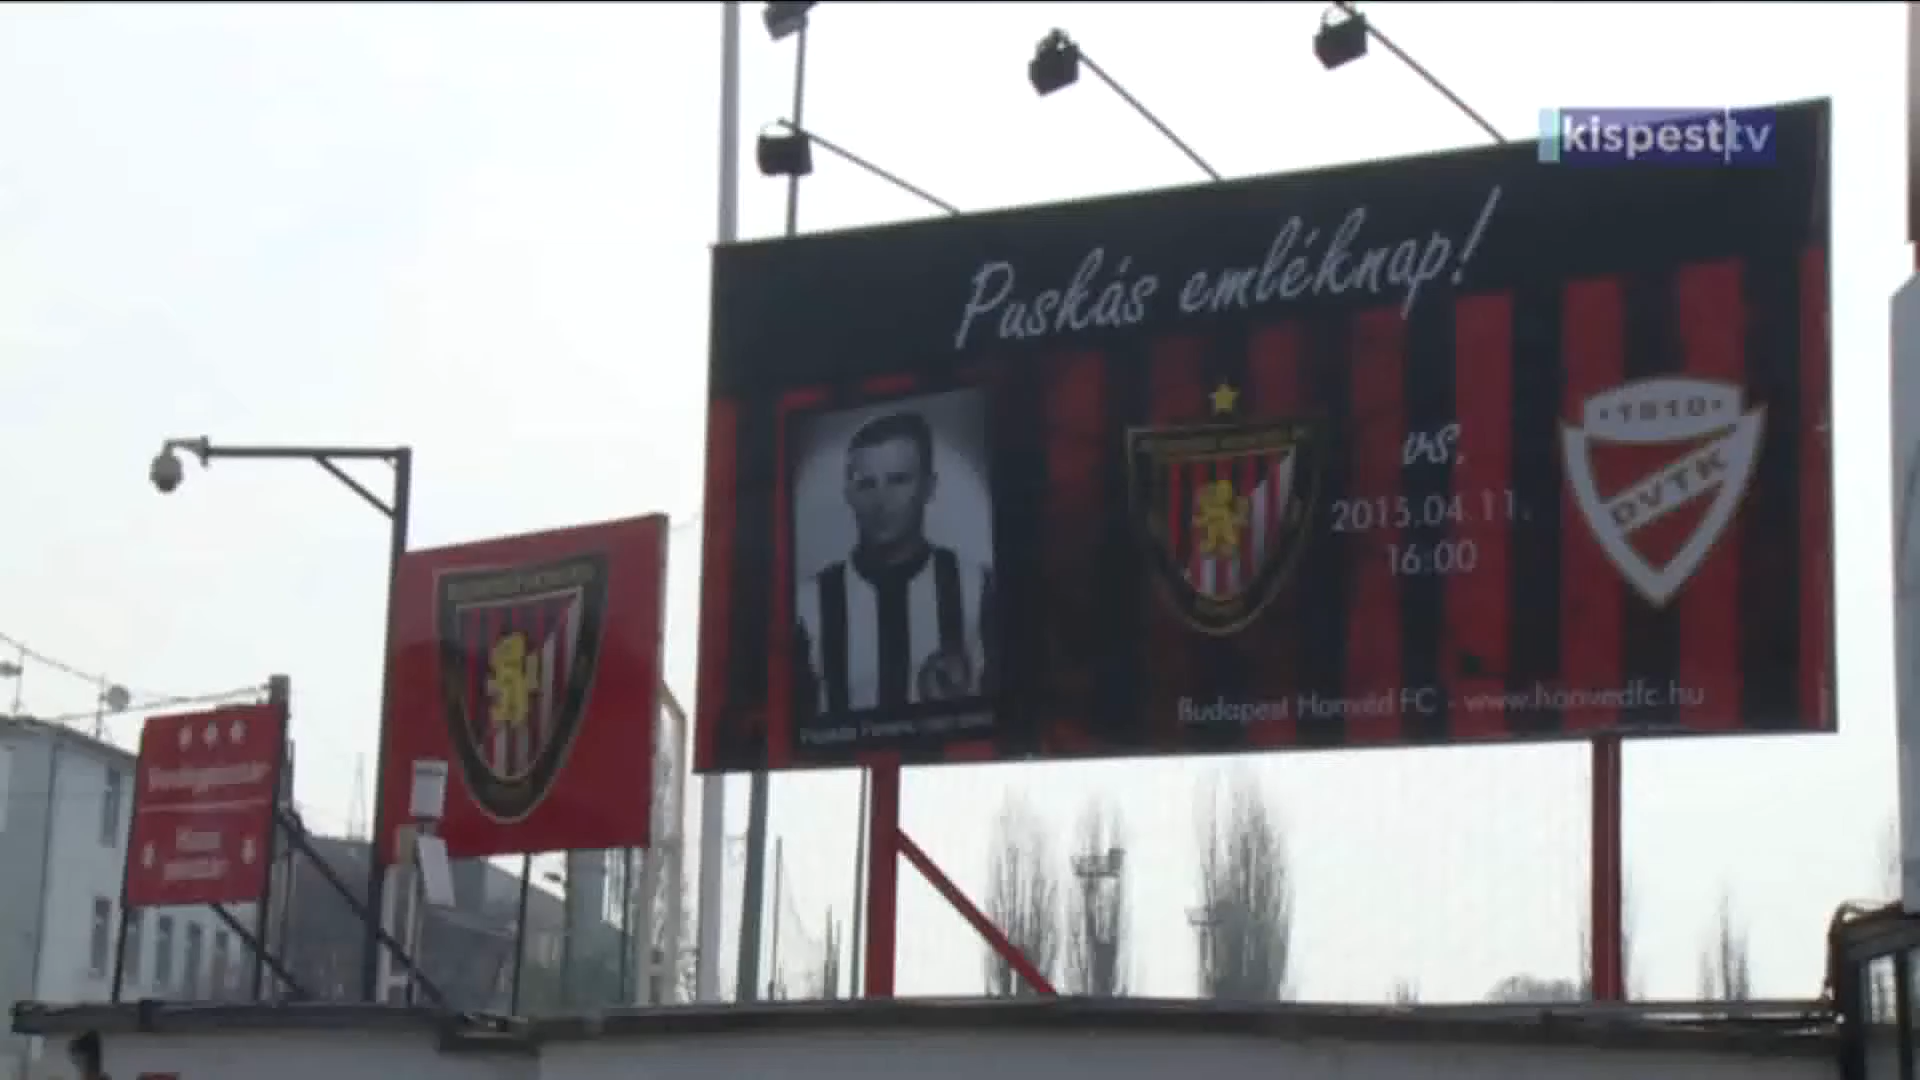 kispest tv
Puskás emléknap!
vs.
2015.04.11.
16:00
·1910·
DVTK
Budapest Honvéd FC - www.honvedfc.hu